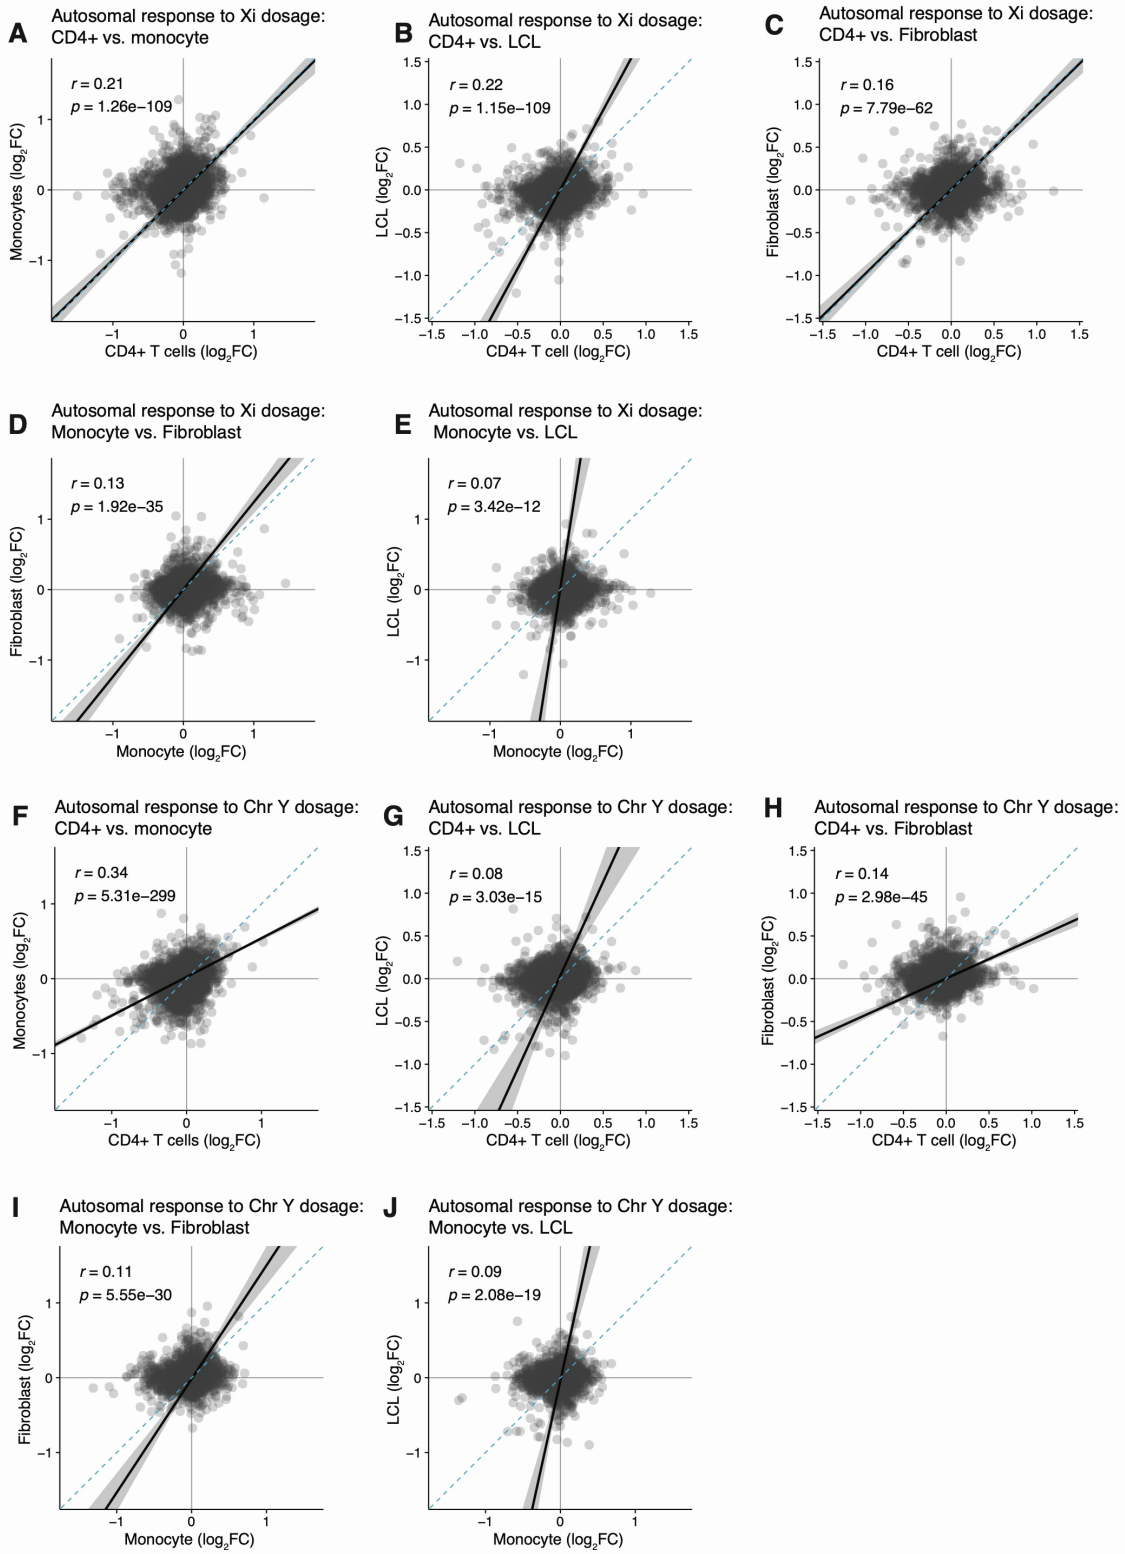 A
Autosomal response to Xi dosage:
CD4+ vs. monocyte
r = 0.21
p = 1.26e−109
Monocytes (log2FC)
1
0
−1
−1
0
1
CD4+ T cells (log2FC)
B
Autosomal response to Xi dosage:
CD4+ vs. LCL
r = 0.22
p = 1.15e−109
LCL (log2FC)
1.5
1.0
0.5
0.0
−0.5
−1.0
−1.5
−1.5 −1.0 −0.5 0.0 0.5 1.0 1.5
CD4+ T cell (log2FC)
C
Autosomal response to Xi dosage:
CD4+ vs. Fibroblast
r = 0.16
p = 7.79e−62
Fibroblast (log2FC)
1.5
1.0
0.5
0.0
−0.5
−1.0
−1.5
−1.5 −1.0 −0.5 0.0 0.5 1.0 1.5
CD4+ T cell (log2FC)
D
Autosomal response to Xi dosage:
Monocyte vs. Fibroblast
r = 0.13
p = 1.92e−35
Fibroblast (log2FC)
1
0
−1
−1 0 1
Monocyte (log2FC)
E
Autosomal response to Xi dosage:
Monocyte vs. LCL
r = 0.07
p = 3.42e−12
LCL (log2FC)
1
0
−1
−1 0 1
Monocyte (log2FC)
F
Autosomal response to Chr Y dosage:
CD4+ vs. monocyte
r = 0.34
p = 5.31e−299
Monocytes (log2FC)
1
0
−1
−1 0 1
CD4+ T cells (log2FC)
G
Autosomal response to Chr Y dosage:
CD4+ vs. LCL
r = 0.08
p = 3.03e−15
LCL (log2FC)
1.5
1.0
0.5
0.0
−0.5
−1.0
−1.5
−1.5 −1.0 −0.5 0.0 0.5 1.0 1.5
CD4+ T cell (log2FC)
H
Autosomal response to Chr Y dosage:
CD4+ vs. Fibroblast
r = 0.14
p = 2.98e−45
Fibroblast (log2FC)
1.5
1.0
0.5
0.0
−0.5
−1.0
−1.5
−1.5 −1.0 −0.5 0.0 0.5 1.0 1.5
CD4+ T cell (log2FC)
I
Autosomal response to Chr Y dosage:
Monocyte vs. Fibroblast
r = 0.11
p = 5.55e−30
Fibroblast (log2FC)
1
0
−1
−1 0 1
Monocyte (log2FC)
J
Autosomal response to Chr Y dosage:
Monocyte vs. LCL
r = 0.09
p = 2.08e−19
LCL (log2FC)
1
0
−1
−1 0 1
Monocyte (log2FC)